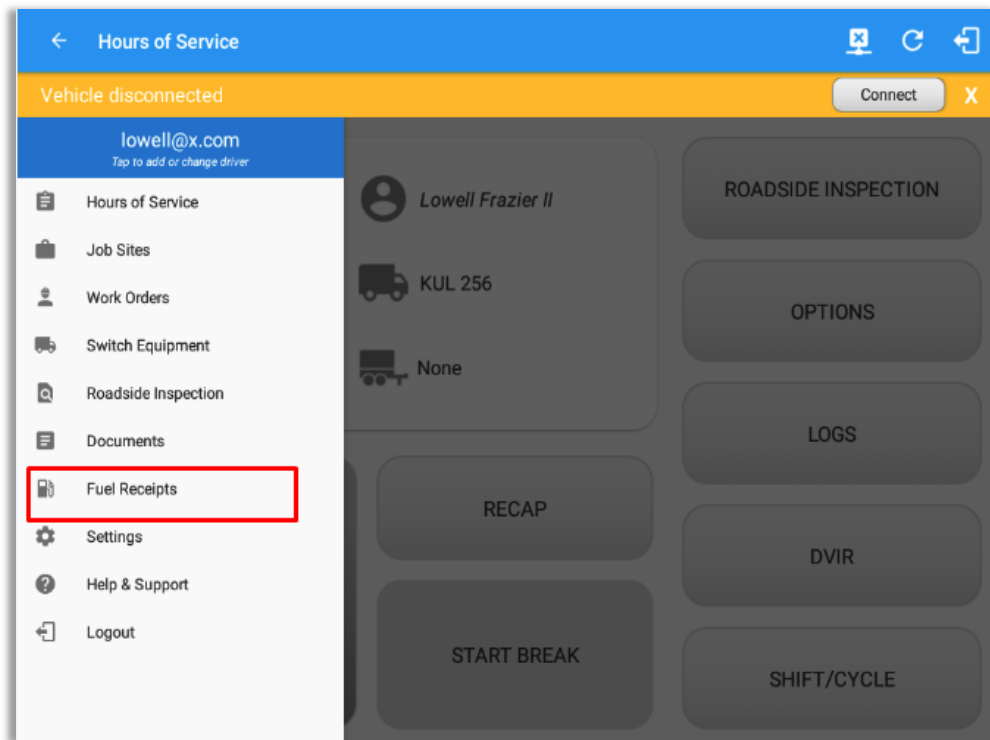 Hours of Service
Vehicle disconnected
Connect
X
lowell@x.com
Tap to add or change driver
Hours of Service
Job Sites
Work Orders
Switch Equipment
Roadside Inspection
Documents
Fuel Receipts
Settings
Help & Support
Logout
Lowell Frazier II
KUL 256
None
RECAP
START BREAK
ROADSIDE INSPECTION
OPTIONS
LOGS
DVIR
SHIFT/CYCLE